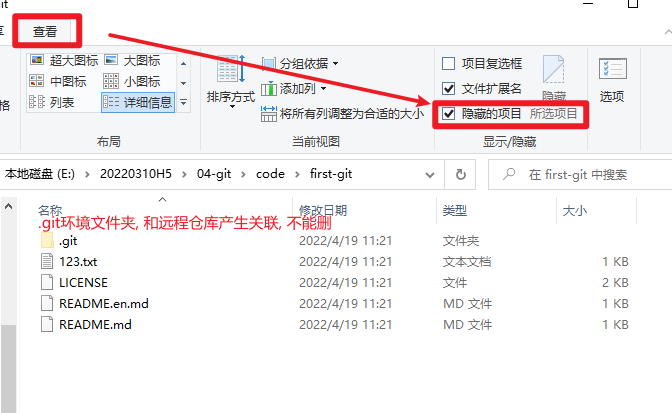 it
查看
超大图标 大图标
中图标 小图标
列表 详细信息
格
布局
排序方式
分组依据
添加列
将所有列调整为合适的大小
当前视图
项目复选框
文件扩展名
隐藏的项目
隐藏
所选项目
选项
显示/隐藏
本地磁盘 (E:) > 20220310H5 > 04-git > code > first-git
在 first-git 中搜索
名称 修改日期 类型 大小
.git环境文件夹, 和远程仓库产生关联, 不能删
.git 2022/4/19 11:21 文件夹
123.txt 2022/4/19 11:21 文本文档 1 KB
LICENSE 2022/4/19 11:21 文件 2 KB
README.en.md 2022/4/19 11:21 MD 文件 1 KB
README.md 2022/4/19 11:21 MD 文件 1 KB